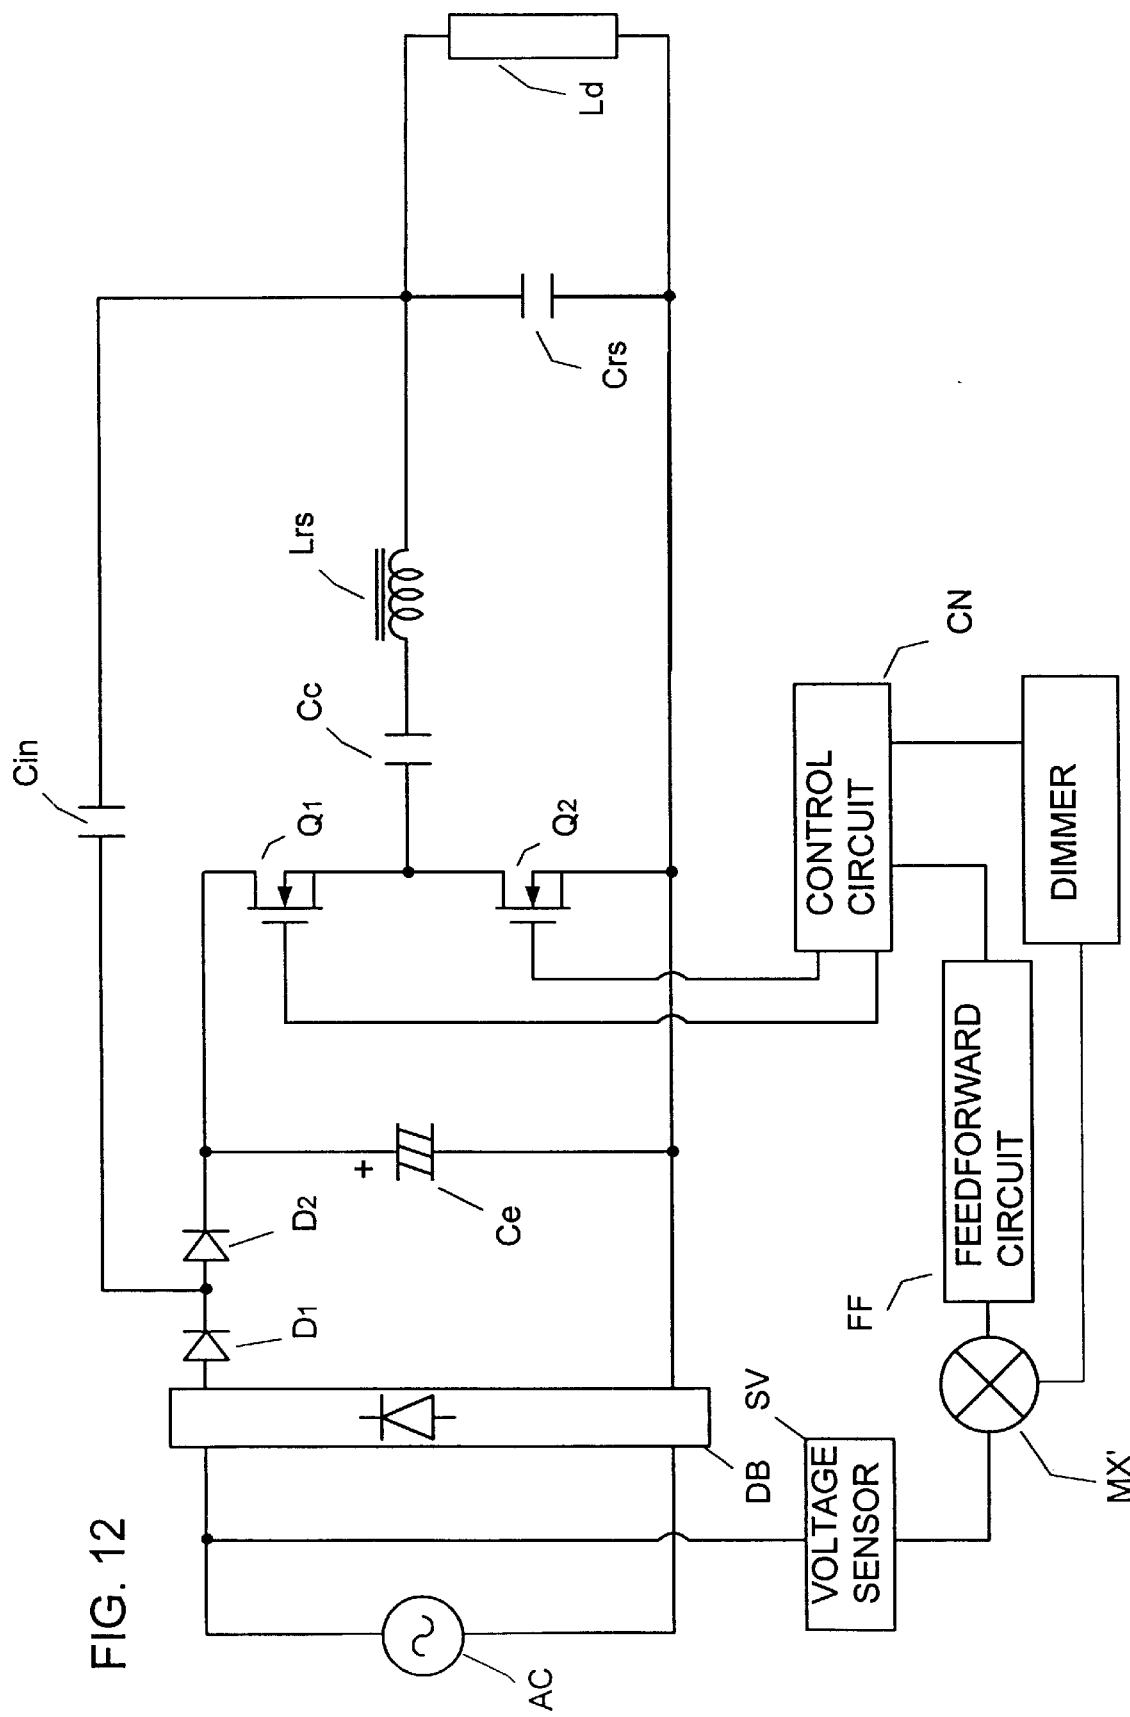 FIG. 12
Cin
D1
D2
Ce
Q1
Q2
Cc
Lrs
Crs
Ld
AC
DB
SV
VOLTAGE
SENSOR
MX'
FF
FEEDFORWARD
CIRCUIT
CONTROL
CIRCUIT
CN
DIMMER
+